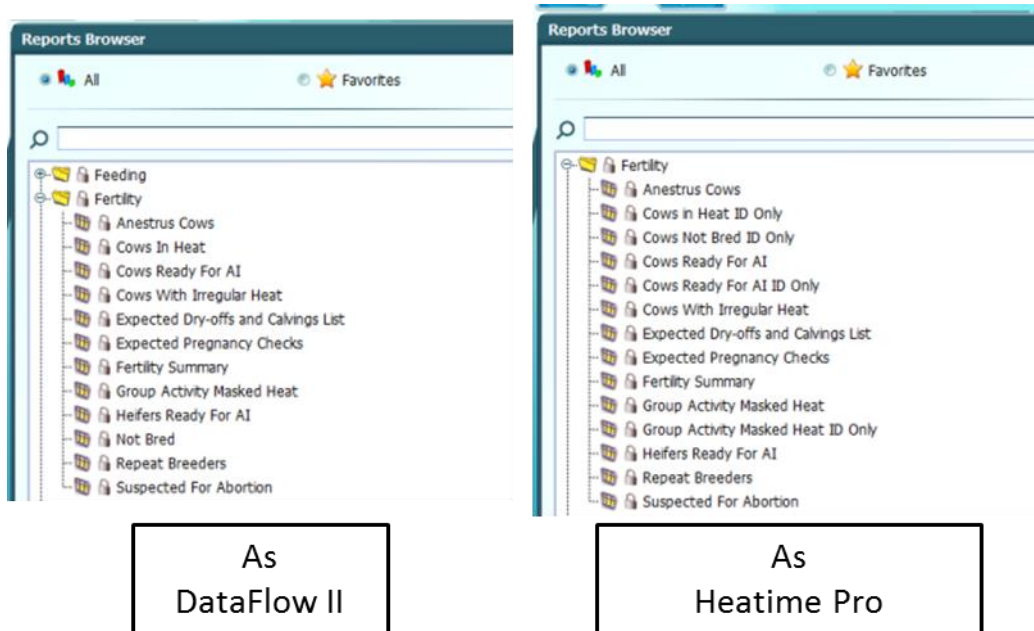 Reports Browser
All
Favorites
Feeding
Fertility
Anestrus Cows
Cows In Heat
Cows Ready For AI
Cows With Irregular Heat
Expected Dry-offs and Calvings List
Expected Pregnancy Checks
Fertility Summary
Group Activity Masked Heat
Heifers Ready For AI
Not Bred
Repeat Breeders
Suspected For Abortion
As
DataFlow II
Reports Browser
All
Favorites
Fertility
Anestrus Cows
Cows in Heat ID Only
Cows Not Bred ID Only
Cows Ready For AI
Cows Ready For AI ID Only
Cows With Irregular Heat
Expected Dry-offs and Calvings List
Expected Pregnancy Checks
Fertility Summary
Group Activity Masked Heat
Group Activity Masked Heat ID Only
Heifers Ready For AI
Repeat Breeders
Suspected For Abortion
As
Heatime Pro